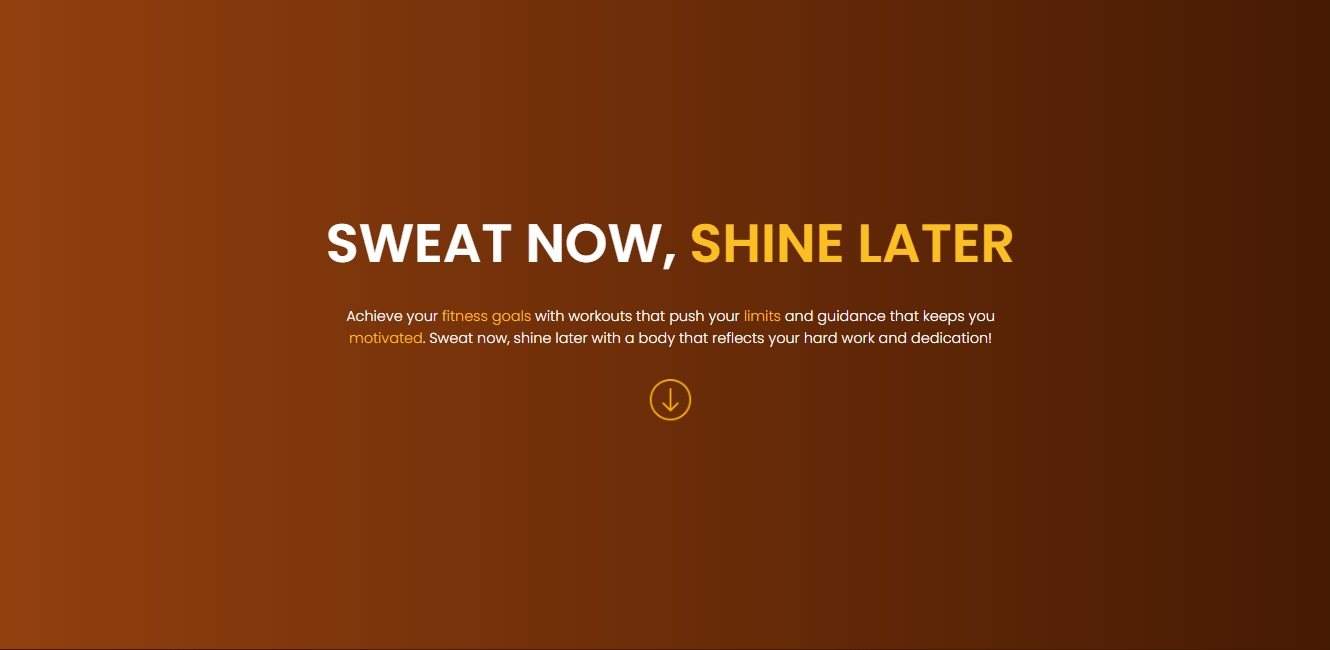 SWEAT NOW, SHINE LATER
Achieve your fitness goals with workouts that push your limits and guidance that keeps you
motivated. Sweat now, shine later with a body that reflects your hard work and dedication!